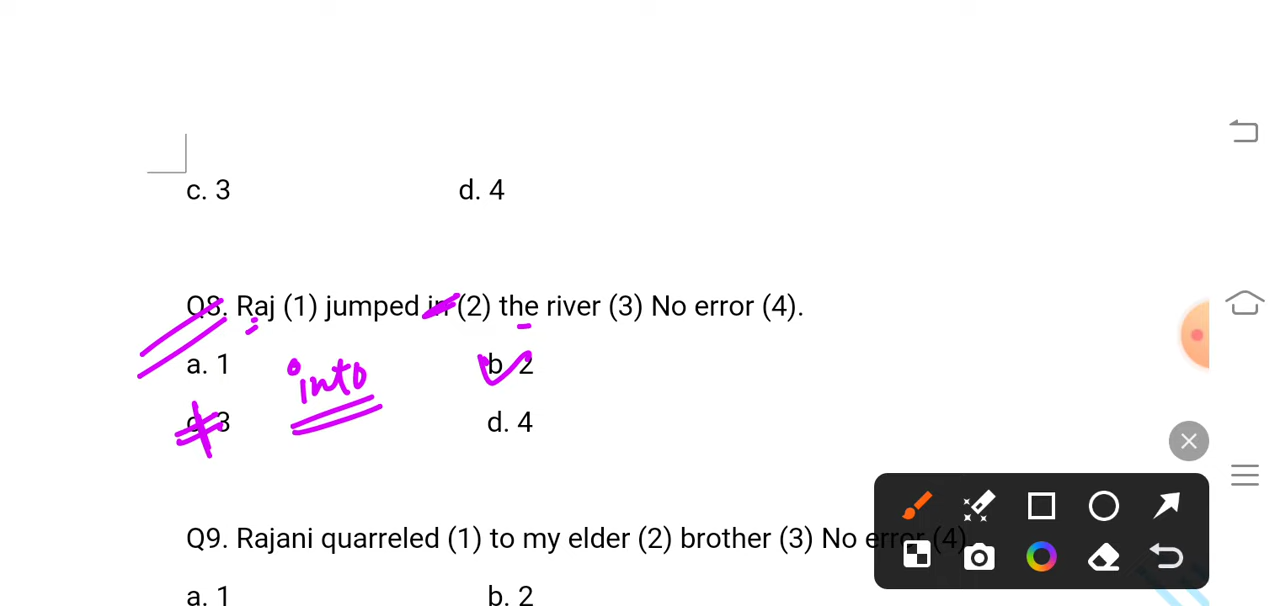 c. 3 d. 4
Q8. Raj (1) jumped in (2) the river (3) No error (4).
a. 1 b. 2
into
c. 3 d. 4
Q9. Rajani quarreled (1) to my elder (2) brother (3) No error (4)
a. 1 b. 2